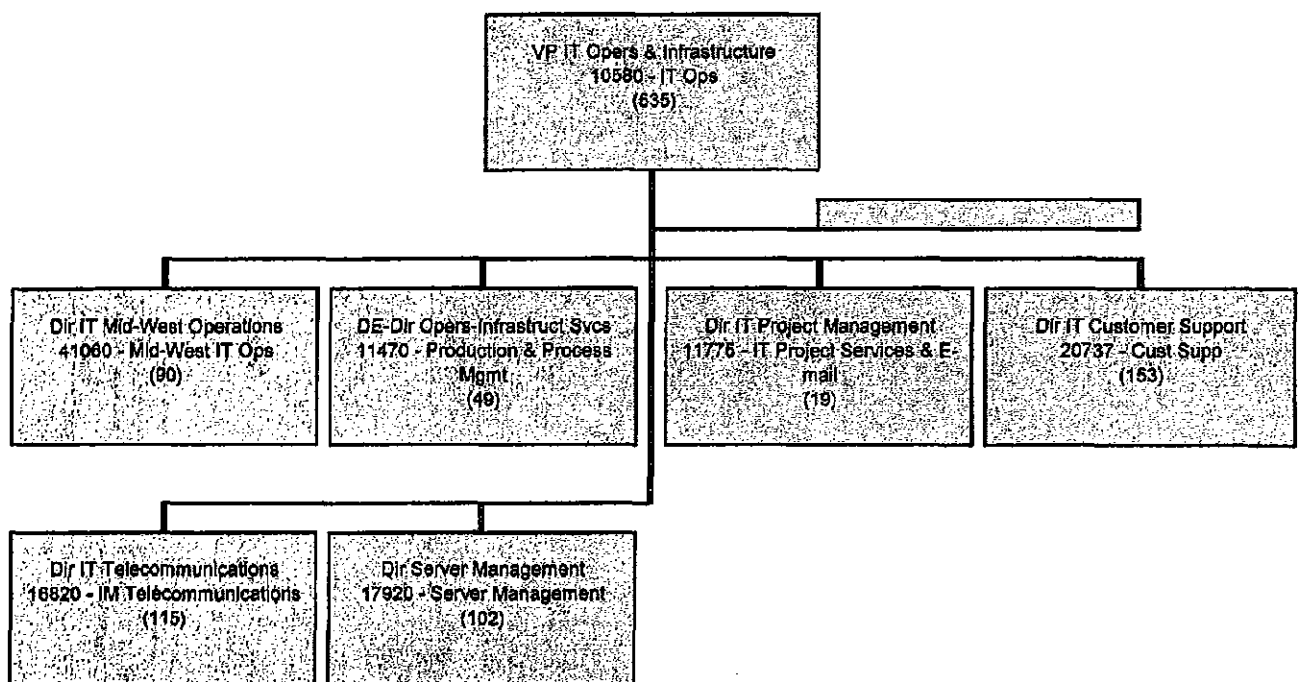 VP IT Opers & Infrastructure
10580 - IT Ops
(635)
Dir IT Mid-West Operations
41060 - Mid-West IT Ops
(90)
DE-Dir Opers-Infrastruct Svcs
11470 - Production & Process
Mgmt
(49)
Dir IT Project Management
11775 - IT Project Services & E-
mail
(19)
Dir IT Customer Support
20737 - Cust Supp
(153)
Dir IT Telecommunications
16820 - IM Telecommunications
(115)
Dir Server Management
17920 - Server Management
(102)